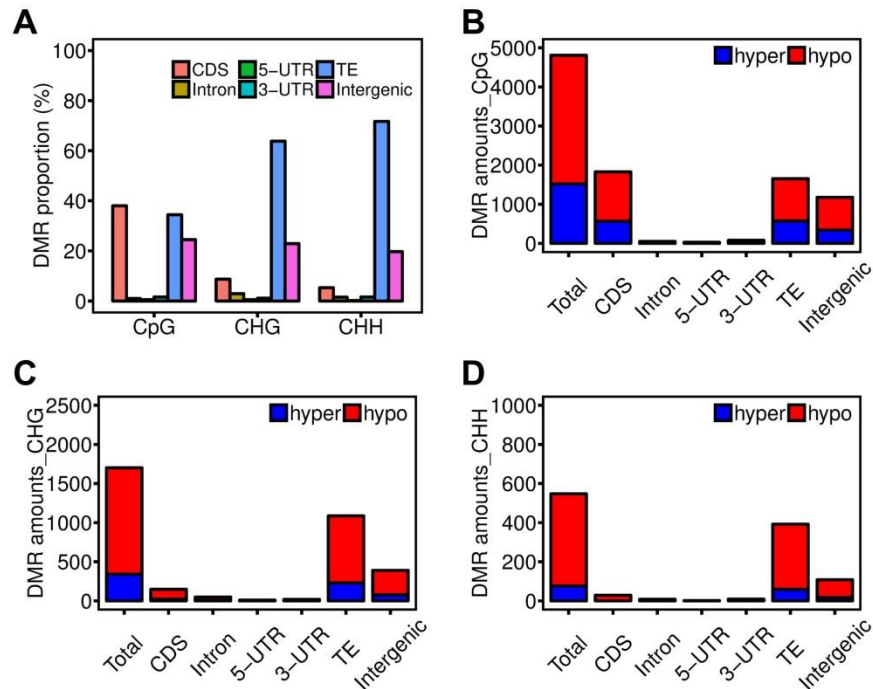 A
DMR proportion (%)
100
80
60
40
20
0
CDS 5-UTR TE
Intron 3-UTR Intergenic
CpG CHG CHH
B
DMR amounts_CpG
5000
4000
3000
2000
1000
0
hyper hypo
Total CDS Intron 5-UTR 3-UTR TE Intergenic
C
DMR amounts_CHG
2500
2000
1500
1000
500
0
hyper hypo
Total CDS Intron 5-UTR 3-UTR TE Intergenic
D
DMR amounts_CHH
1000
800
600
400
200
0
hyper hypo
Total CDS Intron 5-UTR 3-UTR TE Intergenic